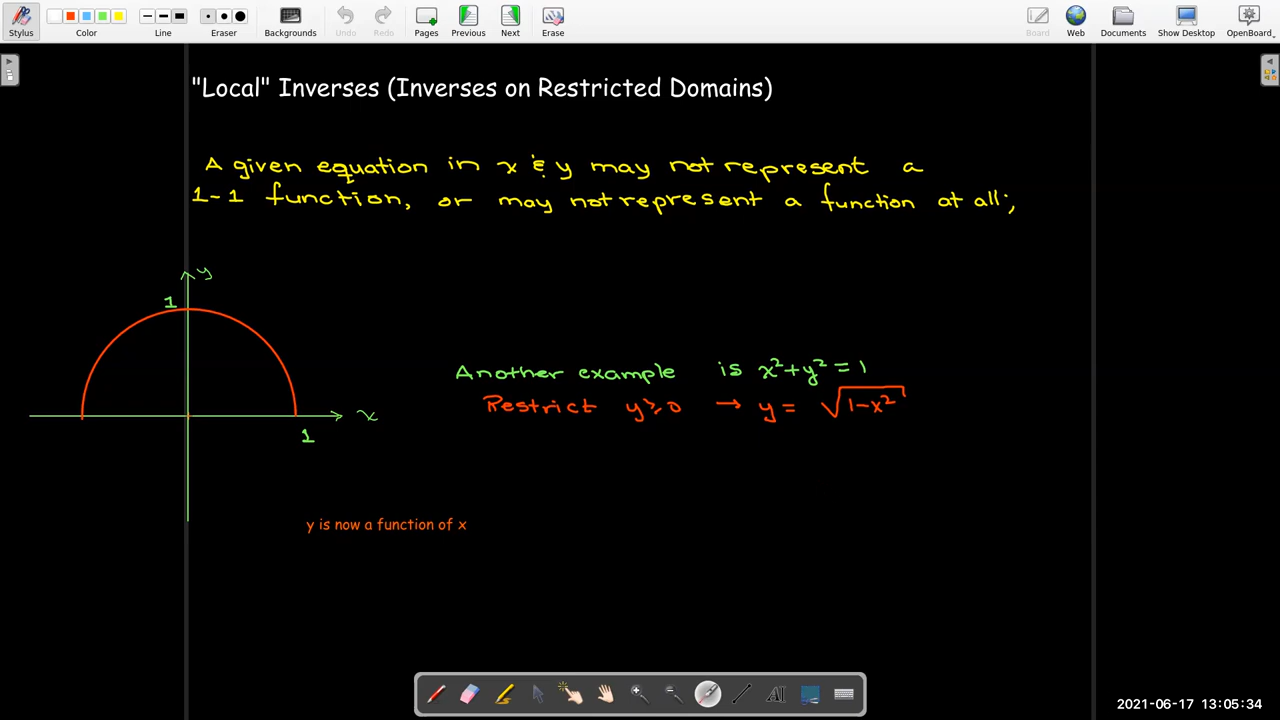 Stylus Color Line Eraser Backgrounds Undo Redo Pages Previous Next Erase Board Web Documents Show Desktop OpenBoard
"Local" Inverses (Inverses on Restricted Domains)
A given equation in x & y may not represent a
1-1 function, or may not represent a function at all;
y
1
Another example is x²+y²=1
Restrict y≥0 → y = √(1-x²)
x
1
y is now a function of x
AI
2021-06-17 13:05:34